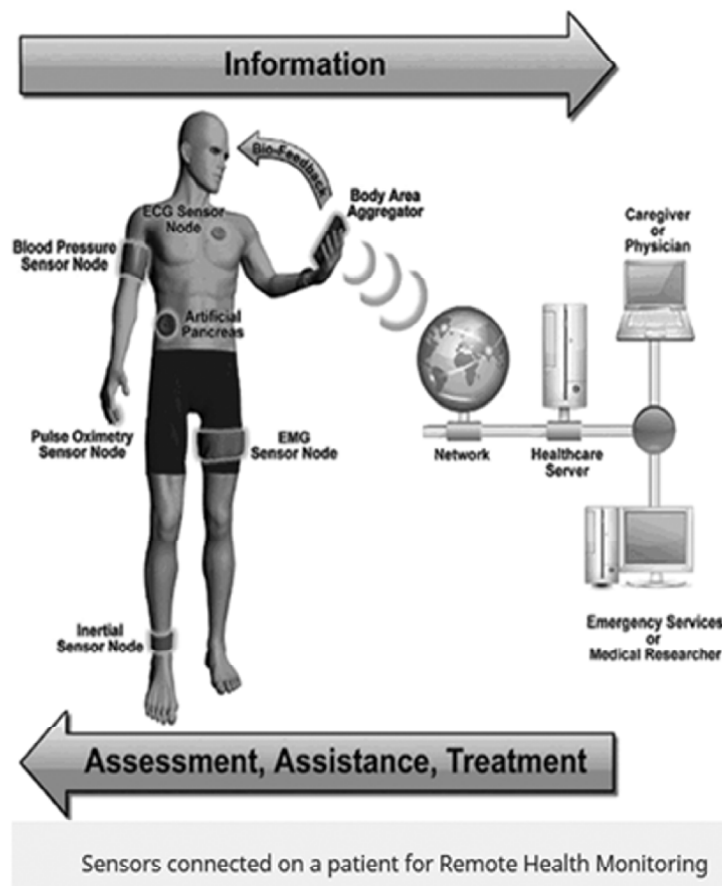 Information
Bio-Feedback
Body Area
Aggregator
ECG Sensor
Node
Blood Pressure
Sensor Node
Caregiver
or
Physician
Artificial
Pancreas
Pulse Oximetry
Sensor Node
EMG
Sensor Node
Network
Healthcare
Server
Inertial
Sensor Node
Emergency Services
or
Medical Researcher
Assessment, Assistance, Treatment
Sensors connected on a patient for Remote Health Monitoring